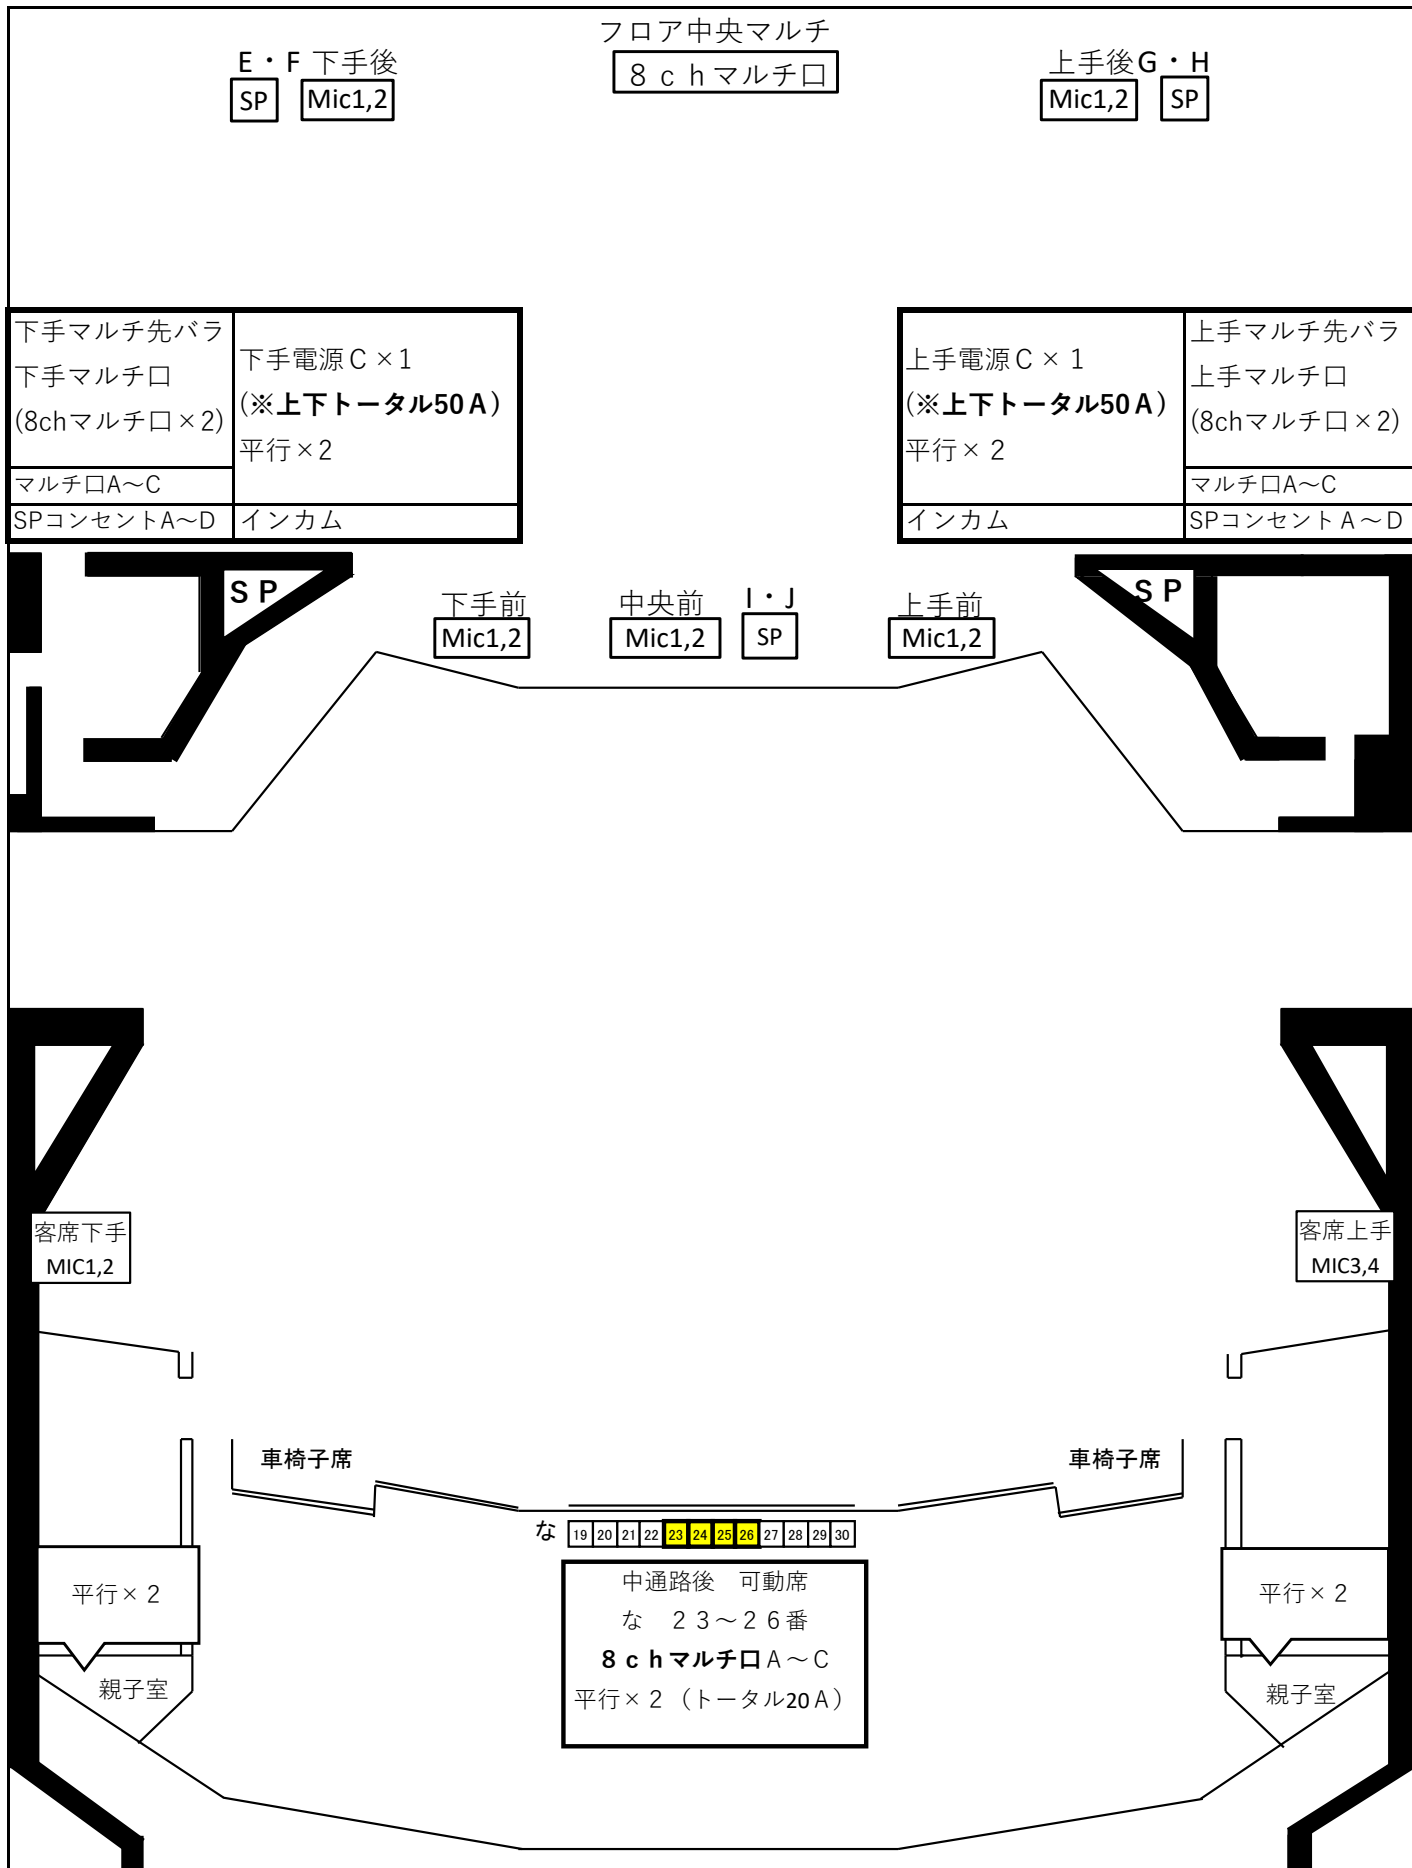 フロア中央マルチ
8ｃｈマルチ口
E・F 下手後
SP
Mic1,2
上手後G・H
Mic1,2
SP
下手マルチ先バラ
下手マルチ口
(8chマルチ口×2)
マルチ口A～C
SPコンセントA～D
下手電源Ｃ×1
(※上下トータル50Ａ)
平行×2
インカム
上手電源Ｃ×１
(※上下トータル50Ａ)
平行×２
インカム
上手マルチ先バラ
上手マルチ口
(8chマルチ口×2)
マルチ口A～C
SPコンセントＡ～Ｄ
ＳＰ
下手前
Mic1,2
中央前
Mic1,2
I・J
SP
上手前
Mic1,2
ＳＰ
客席下手
MIC1,2
客席上手
MIC3,4
車椅子席
車椅子席
な 19 20 21 22 23 24 25 26 27 28 29 30
中通路後　可動席
な　２３～２６番
８ｃｈマルチ口Ａ～Ｃ
平行×２（トータル20Ａ）
平行×２
親子室
平行×２
親子室